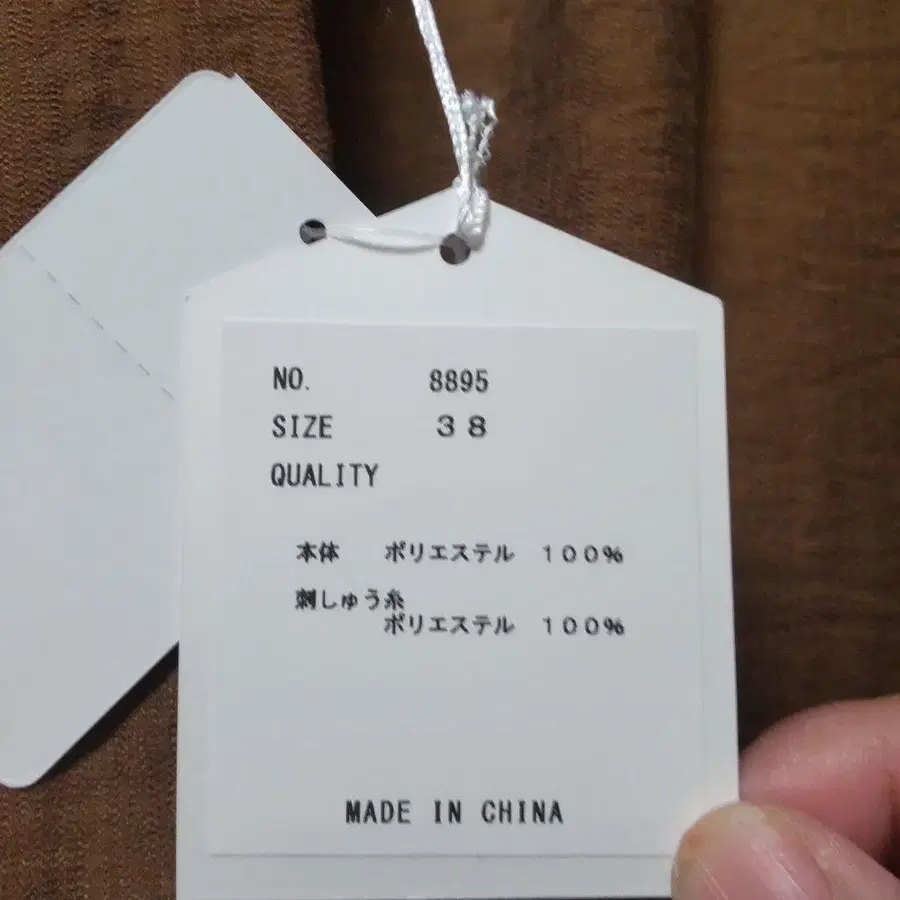 NO. 8895
SIZE ３８
QUALITY
本体 ポリエステル １００％
刺しゅう糸
ポリエステル １００％
MADE IN CHINA